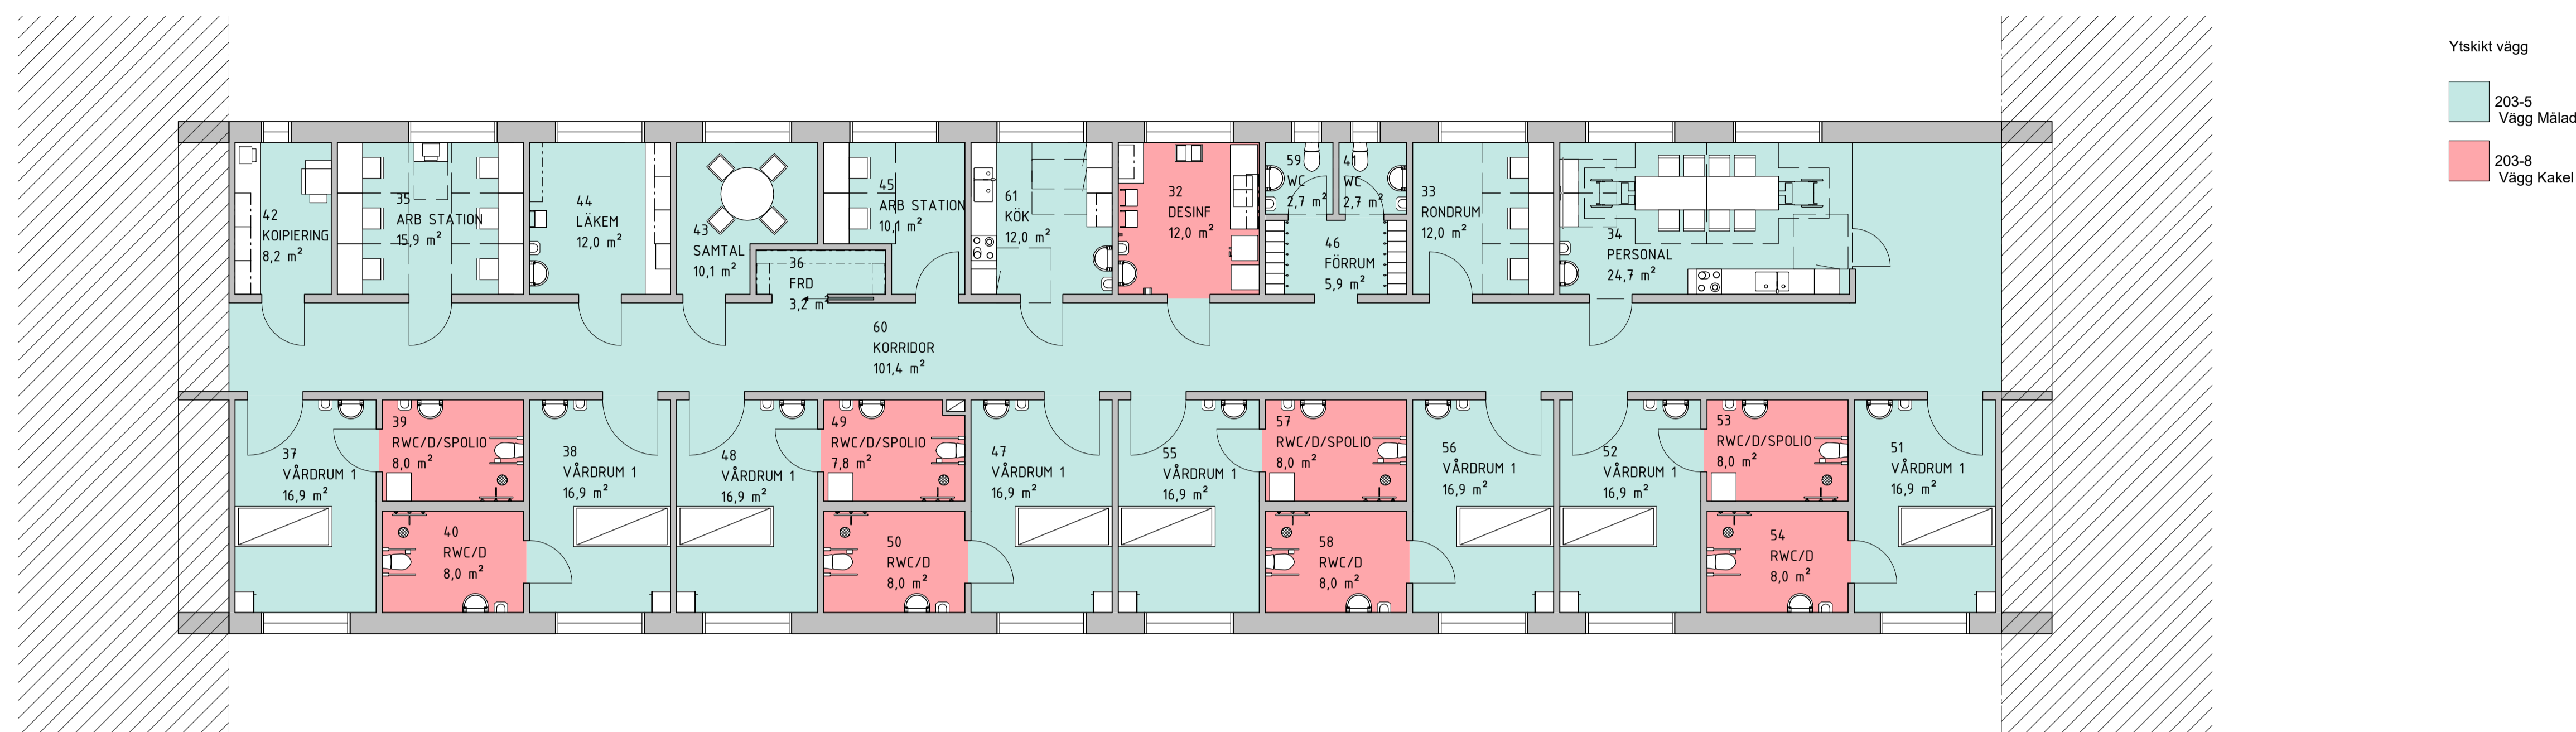 Ytskikt vägg
203-5
Vägg Målad
203-8
Vägg Kakel
42
KOIPIERING
8,2 m²
35
ARB STATION
15,9 m²
44
LÄKEM
12,0 m²
43
SAMTAL
10,1 m²
36
FRD
3,2 m²
45
ARB STATION
10,1 m²
61
KÖK
12,0 m²
32
DESINF
12,0 m²
59
WC
2,7 m²
41
WC
2,7 m²
46
FÖRRUM
5,9 m²
33
RONDRUM
12,0 m²
34
PERSONAL
24,7 m²
60
KORRIDOR
101,4 m²
37
VÅRDRUM 1
16,9 m²
39
RWC/D/SPOLIO
8,0 m²
40
RWC/D
8,0 m²
38
VÅRDRUM 1
16,9 m²
48
VÅRDRUM 1
16,9 m²
49
RWC/D/SPOLIO
7,8 m²
50
RWC/D
8,0 m²
47
VÅRDRUM 1
16,9 m²
55
VÅRDRUM 1
16,9 m²
57
RWC/D/SPOLIO
8,0 m²
58
RWC/D
8,0 m²
56
VÅRDRUM 1
16,9 m²
52
VÅRDRUM 1
16,9 m²
53
RWC/D/SPOLIO
8,0 m²
54
RWC/D
8,0 m²
51
VÅRDRUM 1
16,9 m²